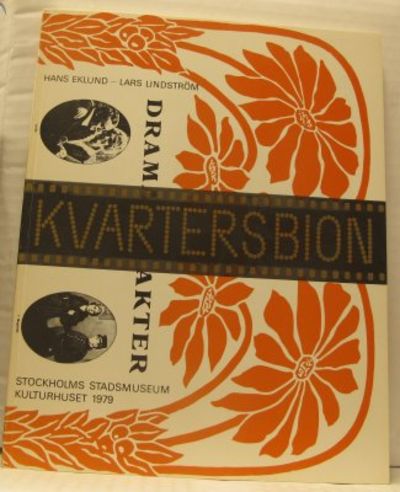 HANS EKLUND – LARS LINDSTRÖM
DRAM
AKTER
KVARTERSBION
STOCKHOLMS STADSMUSEUM
KULTURHUSET 1979